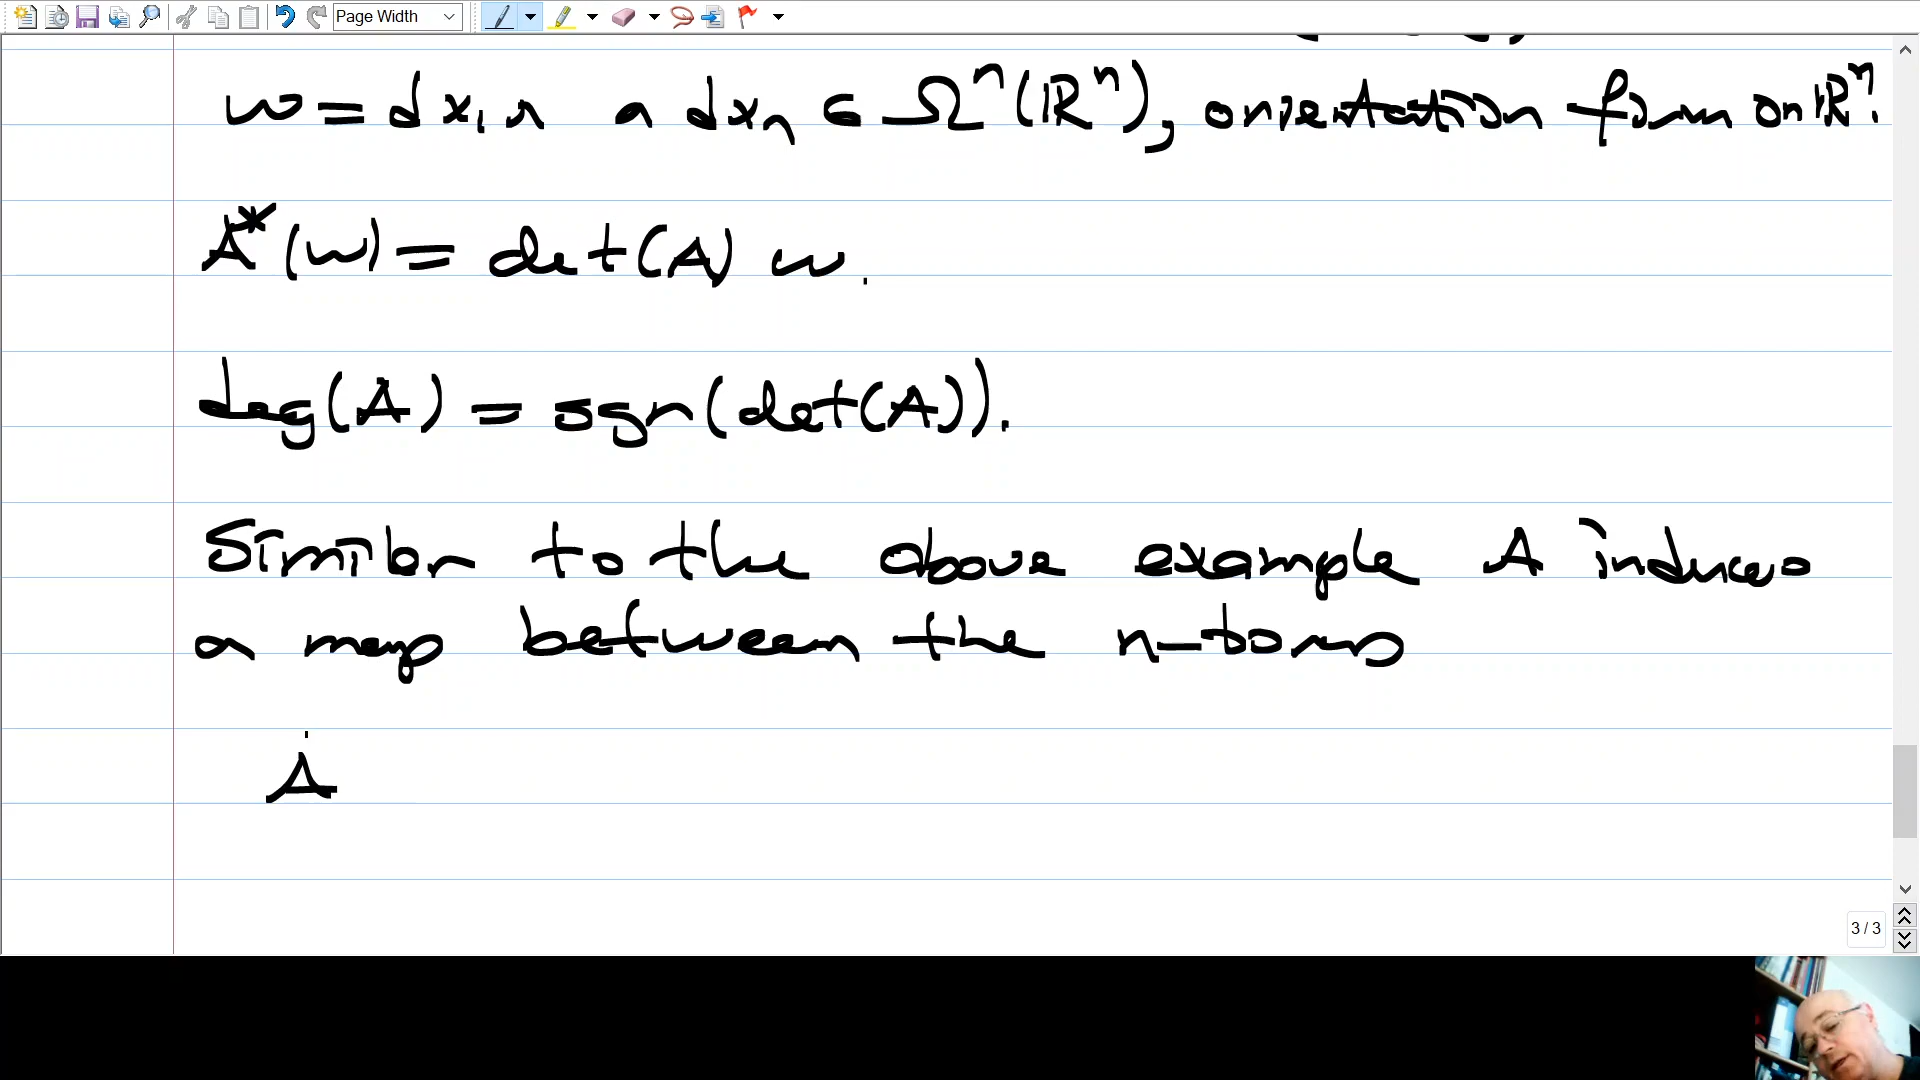 Page Width
w = dx₁ ∧ ∧ dxₙ ∈ Ωⁿ(ℝⁿ), orientation form on ℝⁿ.
A*(w) = det(A) w.
deg(A) = sgn(det(A)).
Similar to the above example A induces
a map between the n-torus
A
3 / 3